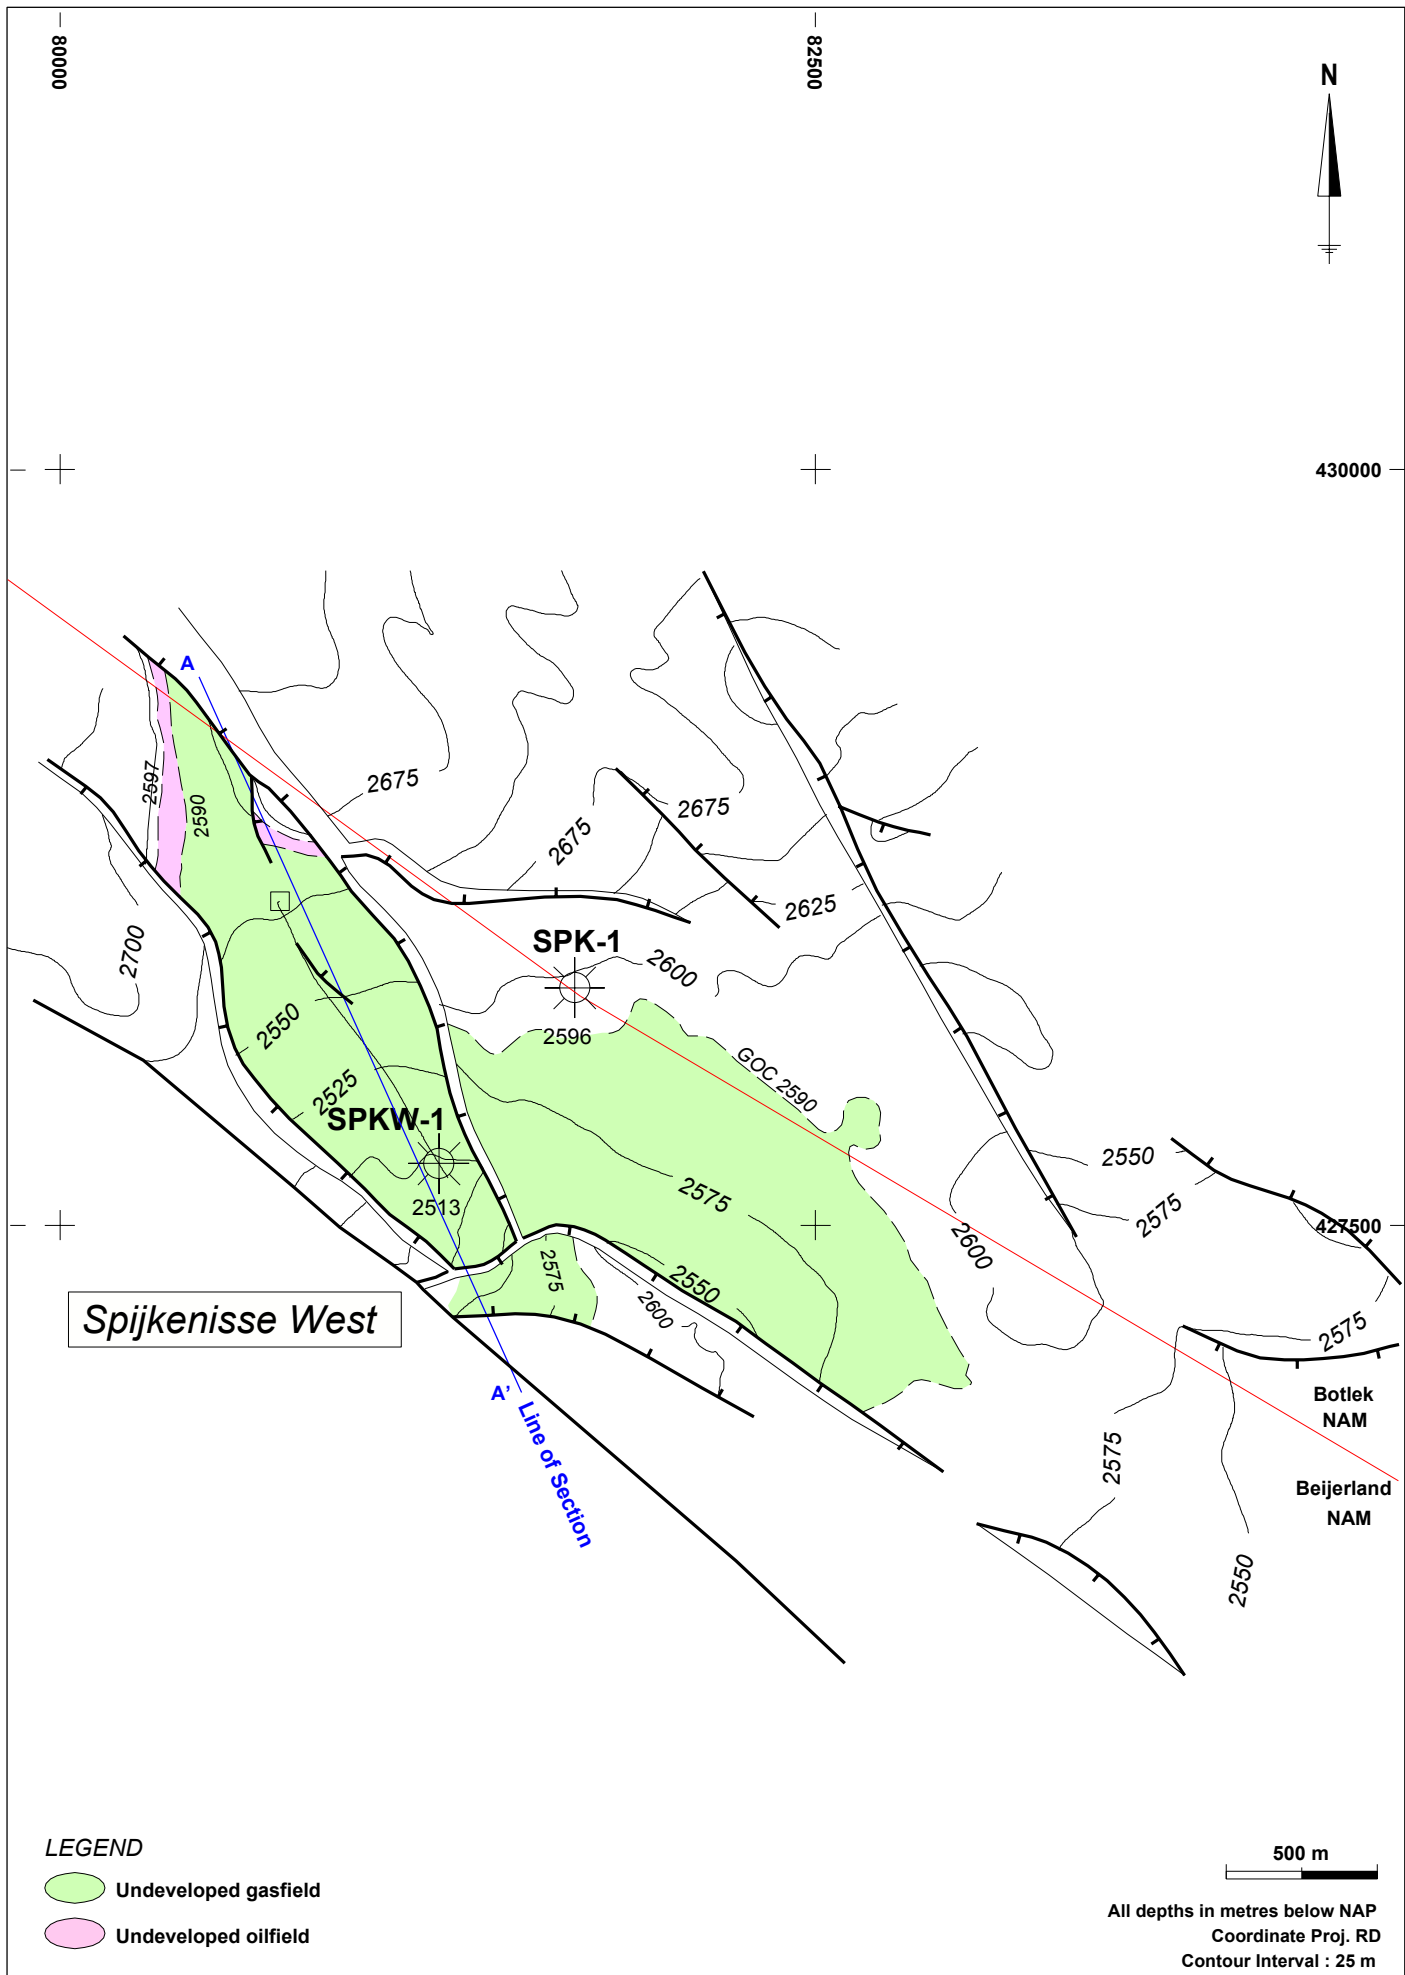 80000
82500
N
430000
A
2597
2590
2675
2675
2675
2625
2700
SPK-1
2600
2596
2550
GOC 2590
2525
SPKW-1
2513
2575
2550
2575
2600
427500
2575
2550
2600
2575
Spijkenisse West
A'
Line of Section
Botlek
NAM
2575
Beijerland
NAM
2550
LEGEND
Undeveloped gasfield
Undeveloped oilfield
500 m
All depths in metres below NAP
Coordinate Proj. RD
Contour Interval : 25 m